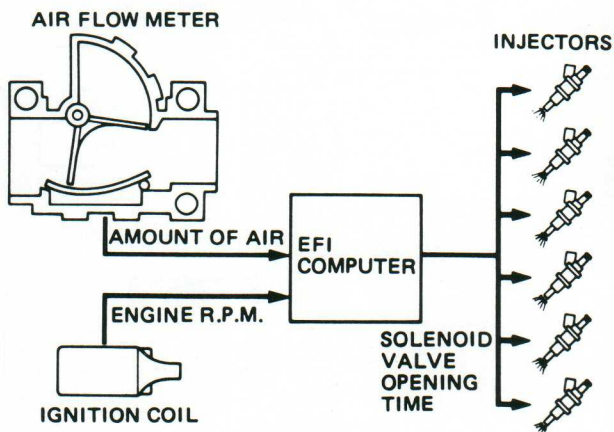 AIR FLOW METER
INJECTORS
AMOUNT OF AIR
EFI
COMPUTER
ENGINE R.P.M.
SOLENOID
VALVE
OPENING
TIME
IGNITION COIL